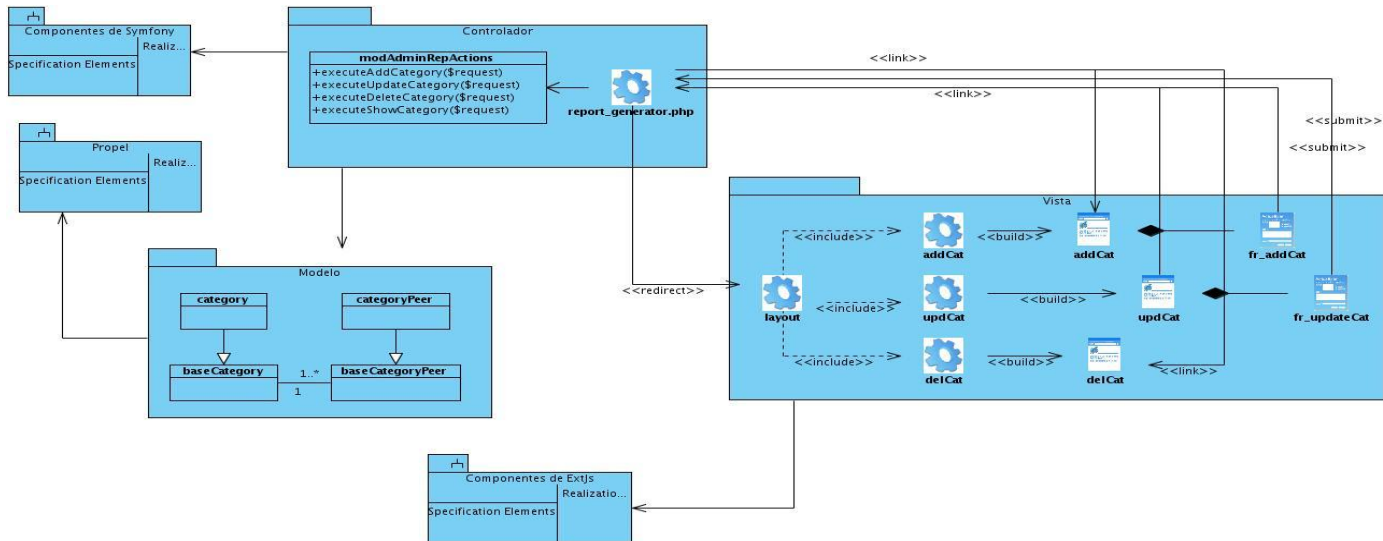 Componentes de Symfony
Realiz...
Specification Elements
Controlador
modAdminRepActions
+executeAddCategory($request)
+executeUpdateCategory($request)
+executeDeleteCategory($request)
+executeShowCategory($request)
report_generator.php
<<link>>
<<link>>
<<submit>>
<<submit>>
Propel
Realiz...
Specification Elements
Modelo
category
categoryPeer
baseCategory
1..*
1
baseCategoryPeer
<<redirect>>
Vista
layout
<<include>>
addCat
<<build>>
addCat
fr_addCat
<<include>>
updCat
<<build>>
updCat
fr_updateCat
<<include>>
delCat
<<build>>
delCat
<<link>>
Componentes de ExtJs
Realizatio...
Specification Elements